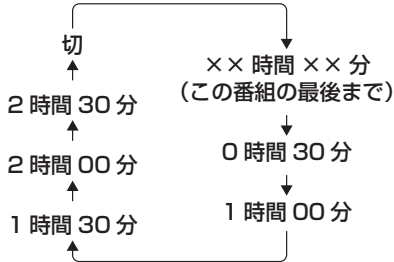 切
×× 時間 ×× 分
（この番組の最後まで）
0 時間 30 分
1 時間 00 分
1 時間 30 分
2 時間 00 分
2 時間 30 分